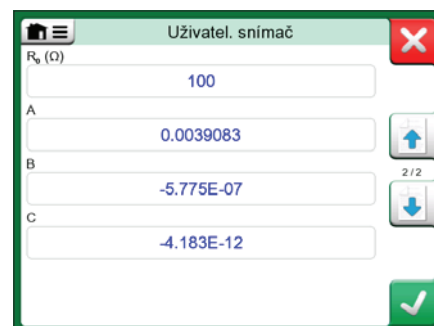 Uživatel. snímač
R₀ (Ω)
100
A
0.0039083
B
-5.775E-07
2/2
C
-4.183E-12